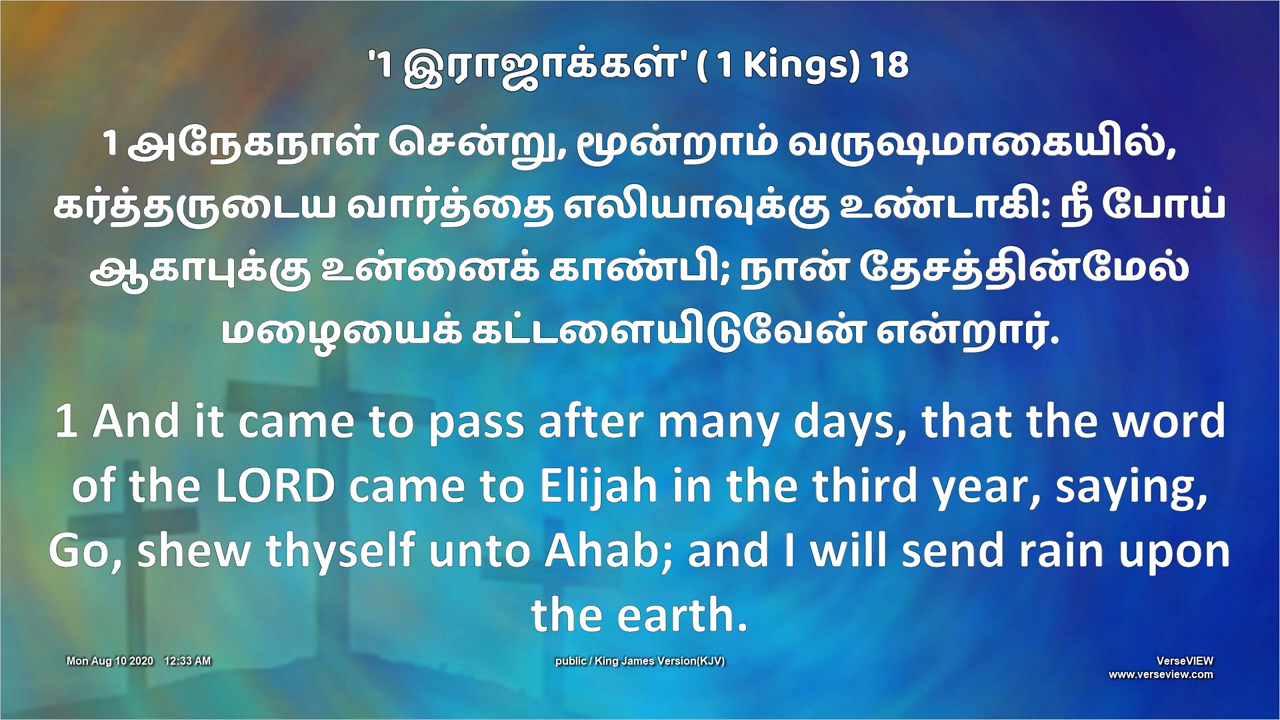 '1 இராஜாக்கள்' ( 1 Kings) 18
1 அநேகநாள் சென்று, மூன்றாம் வருஷமாகையில்,
கர்த்தருடைய வார்த்தை எலியாவுக்கு உண்டாகி: நீ போய்
ஆகாபுக்கு உன்னைக் காண்பி; நான் தேசத்தின்மேல்
மழையைக் கட்டளையிடுவேன் என்றார்.
1 And it came to pass after many days, that the word
of the LORD came to Elijah in the third year, saying,
Go, shew thyself unto Ahab; and I will send rain upon
the earth.
Mon Aug 10 2020 12:33 AM
public / King James Version(KJV)
VerseVIEW
www.verseview.com